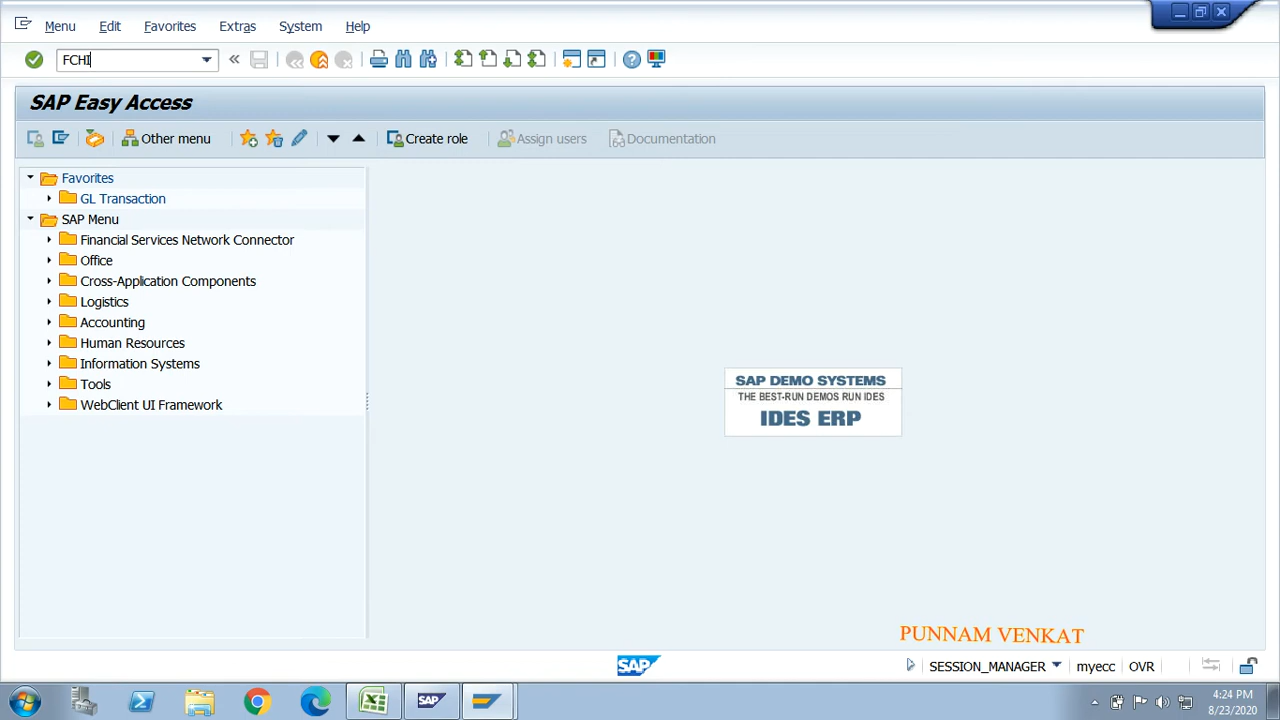 Menu Edit Favorites Extras System Help
FCHI
SAP Easy Access
Other menu Create role Assign users Documentation
Favorites
GL Transaction
SAP Menu
Financial Services Network Connector
Office
Cross-Application Components
Logistics
Accounting
Human Resources
Information Systems
Tools
WebClient UI Framework
SAP DEMO SYSTEMS
THE BEST-RUN DEMOS RUN IDES
IDES ERP
PUNNAM VENKAT
SAP SESSION_MANAGER myecc OVR
SAP 4:24 PM
8/23/2020